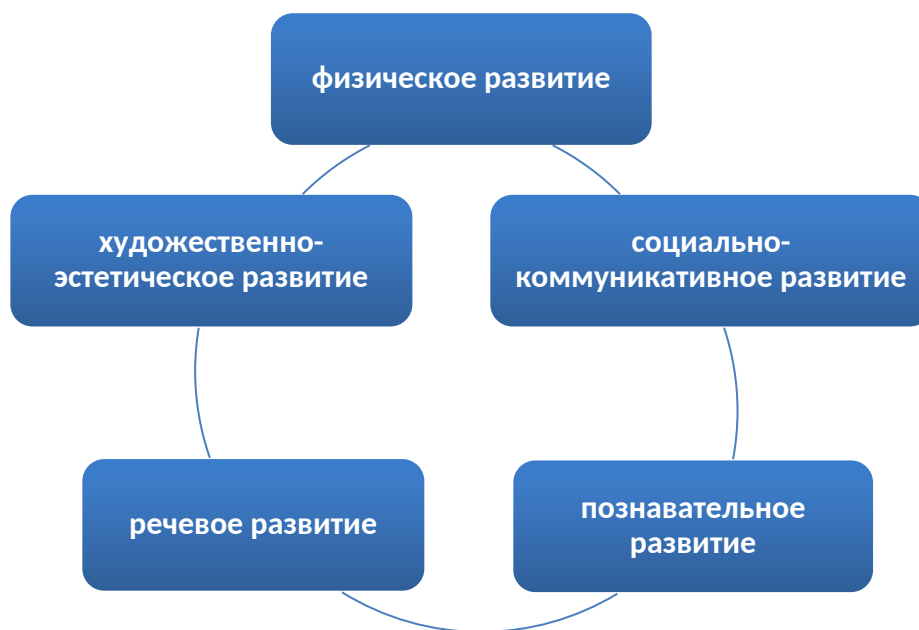 физическое развитие
художественно-
эстетическое развитие
социально-
коммуникативное развитие
речевое развитие
познавательное
развитие